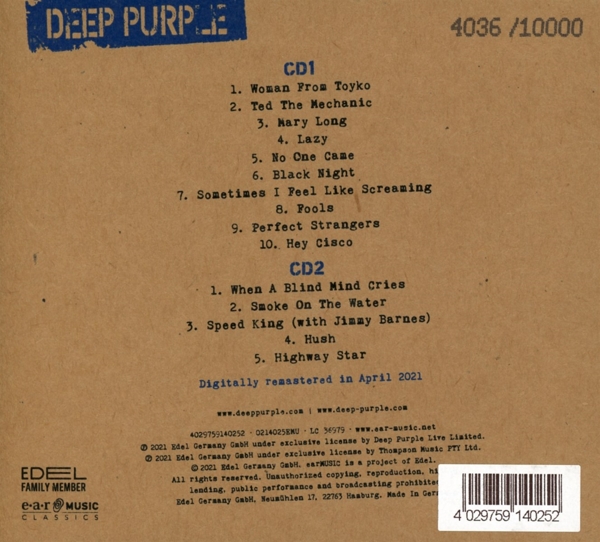 DEEP PURPLE
4036 /10000
CD1
1. Woman From Toyko
2. Ted The Mechanic
3. Mary Long
4. Lazy
5. No One Came
6. Black Night
7. Sometimes I Feel Like Screaming
8. Fools
9. Perfect Strangers
10. Hey Cisco
CD2
1. When A Blind Mind Cries
2. Smoke On The Water
3. Speed King (with Jimmy Barnes)
4. Hush
5. Highway Star
Digitally remastered in April 2021
www.deeppurple.com | www.deep-purple.com
4029759140252 · 0214025EMU · LC 36979 · www.ear-music.net
℗ 2021 Edel Germany GmbH under exclusive license by Deep Purple Live Limited.
℗ 2021 Edel Germany GmbH under exclusive license by Thompson Music PTY Ltd.
© 2021 Edel Germany GmbH. earMUSIC is a project of Edel.
All rights reserved. Unauthorized copying, reproduction,
lending, public performance and broadcasting prohibited
Edel Germany GmbH, Neumühlen 17, 22763 Hamburg. Made in
EDEL
FAMILY MEMBER
e·a·r MUSIC
CLASSICS
4 029759 140252